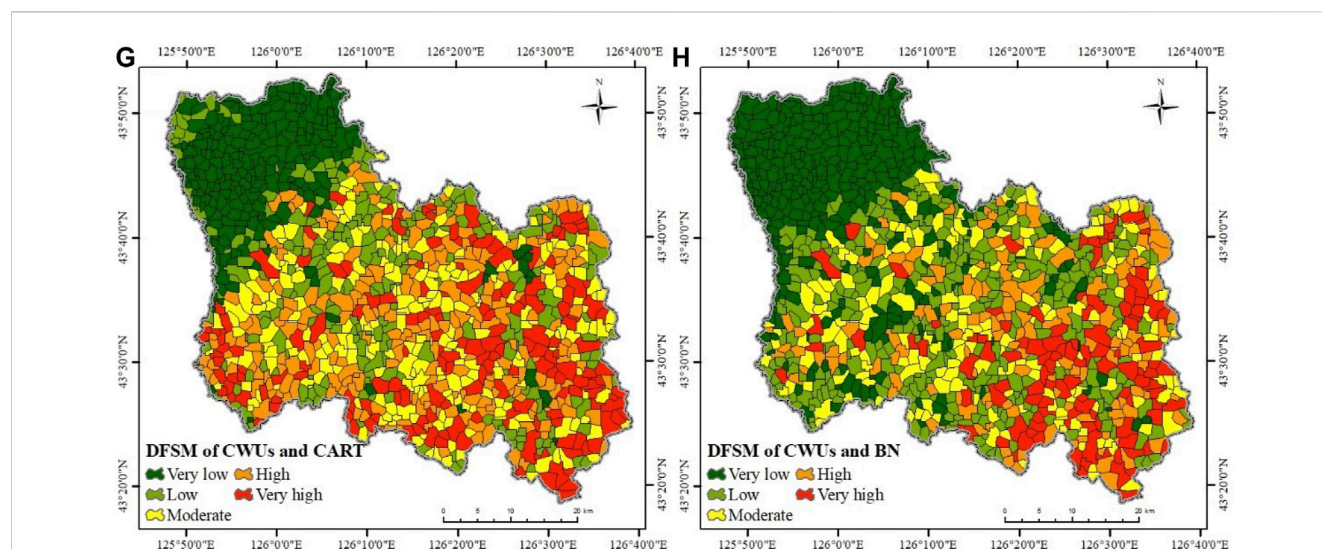 G
125°50'0"E 126°0'0"E 126°10'0"E 126°20'0"E 126°30'0"E 126°40'0"E
43°50'0"N
43°40'0"N
43°30'0"N
43°20'0"N
N
43°50'0"N
43°40'0"N
43°30'0"N
43°20'0"N
DFSM of CWUs and CART
Very low High
Low Very high
Moderate
0 5 10 20 km
125°50'0"E 126°0'0"E 126°10'0"E 126°20'0"E 126°30'0"E 126°40'0"E
H
125°50'0"E 126°0'0"E 126°10'0"E 126°20'0"E 126°30'0"E 126°40'0"E
43°50'0"N
43°40'0"N
43°30'0"N
43°20'0"N
N
43°50'0"N
43°40'0"N
43°30'0"N
43°20'0"N
DFSM of CWUs and BN
Very low High
Low Very high
Moderate
0 5 10 20 km
125°50'0"E 126°0'0"E 126°10'0"E 126°20'0"E 126°30'0"E 126°40'0"E